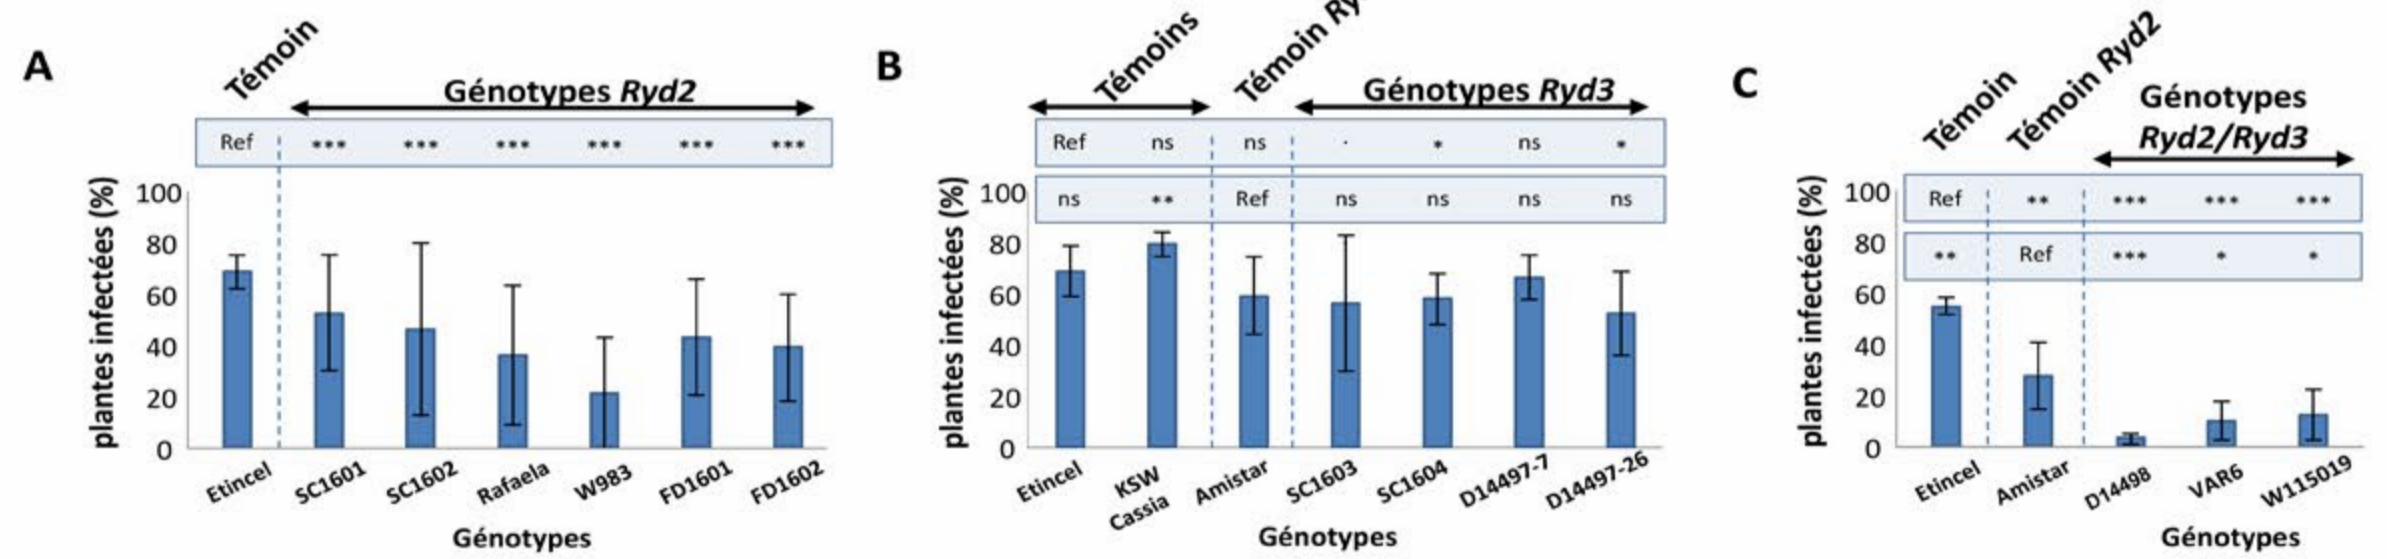 A
Témoin
Génotypes Ryd2
Ref *** *** *** *** *** ***
plantes infectées (%)
100
80
60
40
20
0
Etincel SC1601 SC1602 Rafaela W983 FD1601 FD1602
Génotypes
B
Témoins
Témoin
Génotypes Ryd3
Ref ns ns . * ns *
ns ** Ref ns ns ns ns
plantes infectées (%)
100
80
60
40
20
0
Etincel KSW Cassia Amistar SC1603 SC1604 D14497-7 D14497-26
Génotypes
C
Témoin
Témoin Ryd2
Génotypes
Ryd2/Ryd3
Ref ** *** *** ***
** Ref *** * *
plantes infectées (%)
100
80
60
40
20
0
Etincel Amistar D14498 VAR6 W115019
Génotypes